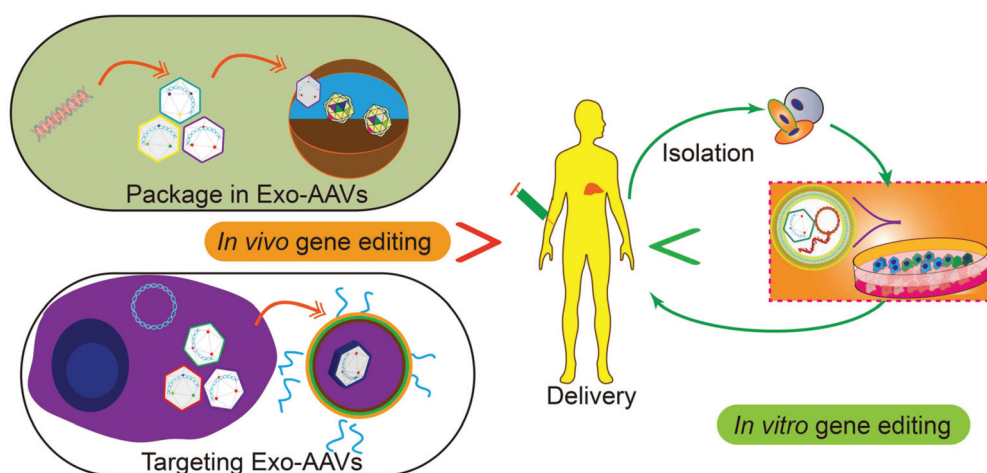 Package in Exo-AAVs
In vivo gene editing
Targeting Exo-AAVs
Isolation
Delivery
In vitro gene editing